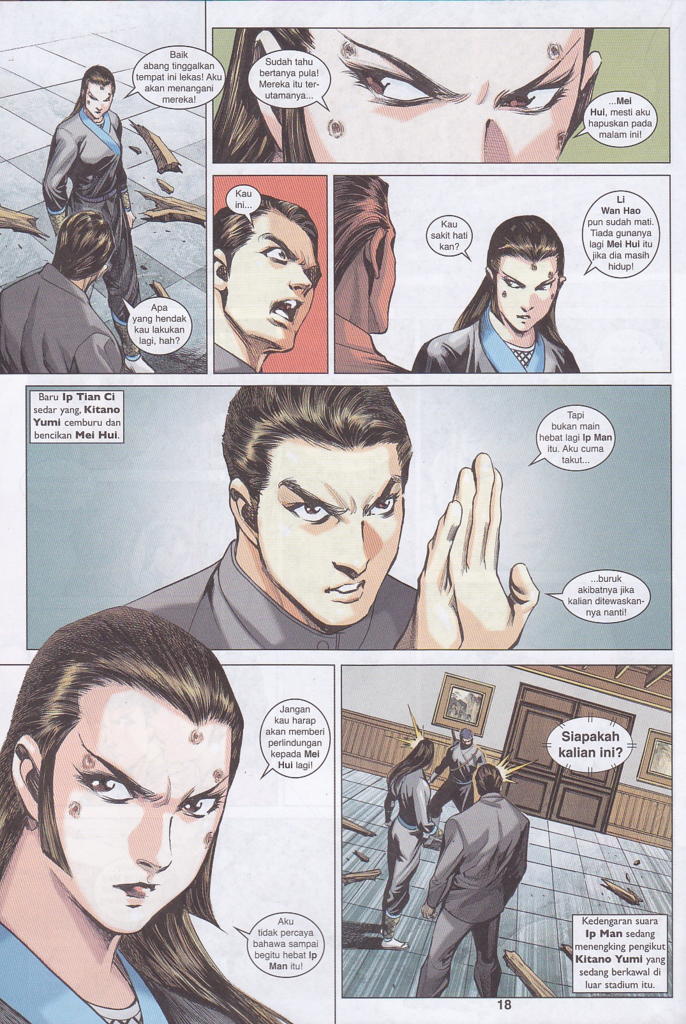 Baik
abang tinggalkan
tempat ini lekas! Aku
akan menangani
mereka!
Apa
yang hendak
kau lakukan
lagi, hah?
Sudah tahu
bertanya pula!
Mereka itu ter-
utamanya...
...Mei
Hui, mesti aku
hapuskan pada
malam ini!
Kau
ini...
Kau
sakit hati
kan?
Li
Wan Hao
pun sudah mati.
Tiada gunanya
lagi Mei Hui itu
jika dia masih
hidup!
Baru Ip Tian Ci
sedar yang, Kitano
Yumi cemburu dan
bencikan Mei Hui.
Tapi
bukan main
hebat lagi Ip Man
itu. Aku cuma
takut...
...buruk
akibatnya jika
kalian ditewaskan-
nya nanti!
Jangan
kau harap
akan memberi
perlindungan
kepada Mei
Hui lagi!
Aku
tidak percaya
bahawa sampai
begitu hebat Ip
Man itu!
Siapakah
kalian ini?
Kedengaran suara
Ip Man sedang
menengking pengikut
Kitano Yumi yang
sedang berkawal di
luar stadium itu.
18